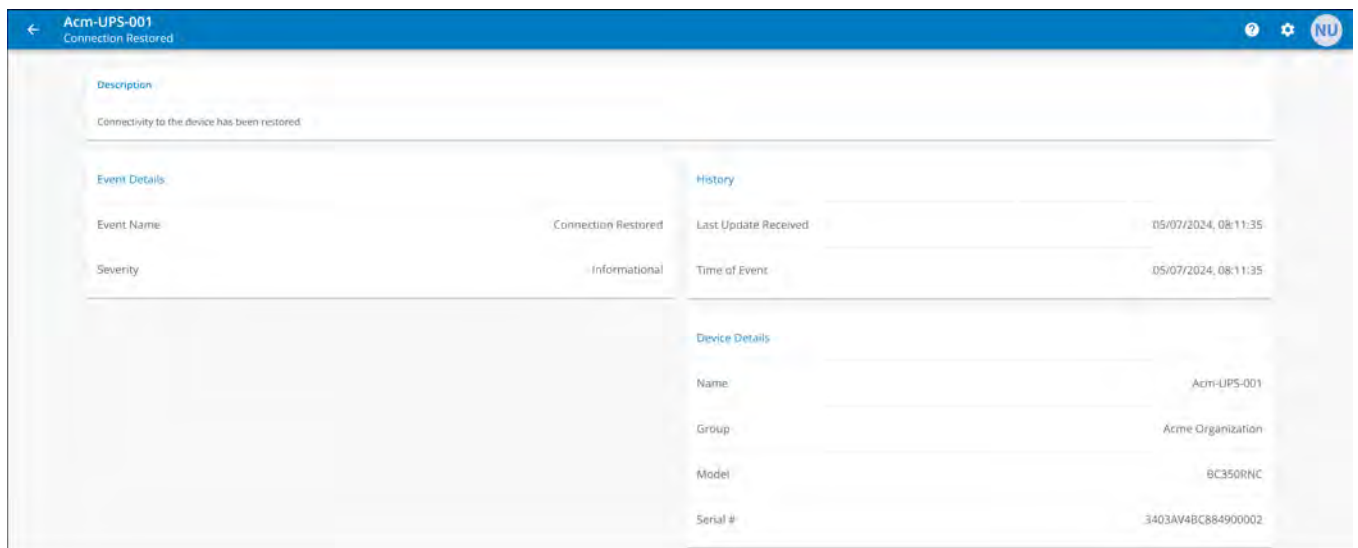 Acm-UPS-001
Connection Restored
NU
Description
Connectivity to the device has been restored
Event Details
Event Name Connection Restored
Severity Informational
History
Last Update Received 05/07/2024, 08:11:35
Time of Event 05/07/2024, 08:11:35
Device Details
Name Acm-UPS-001
Group Acme Organization
Model BC350RNC
Serial # 3403AV4BC884900002